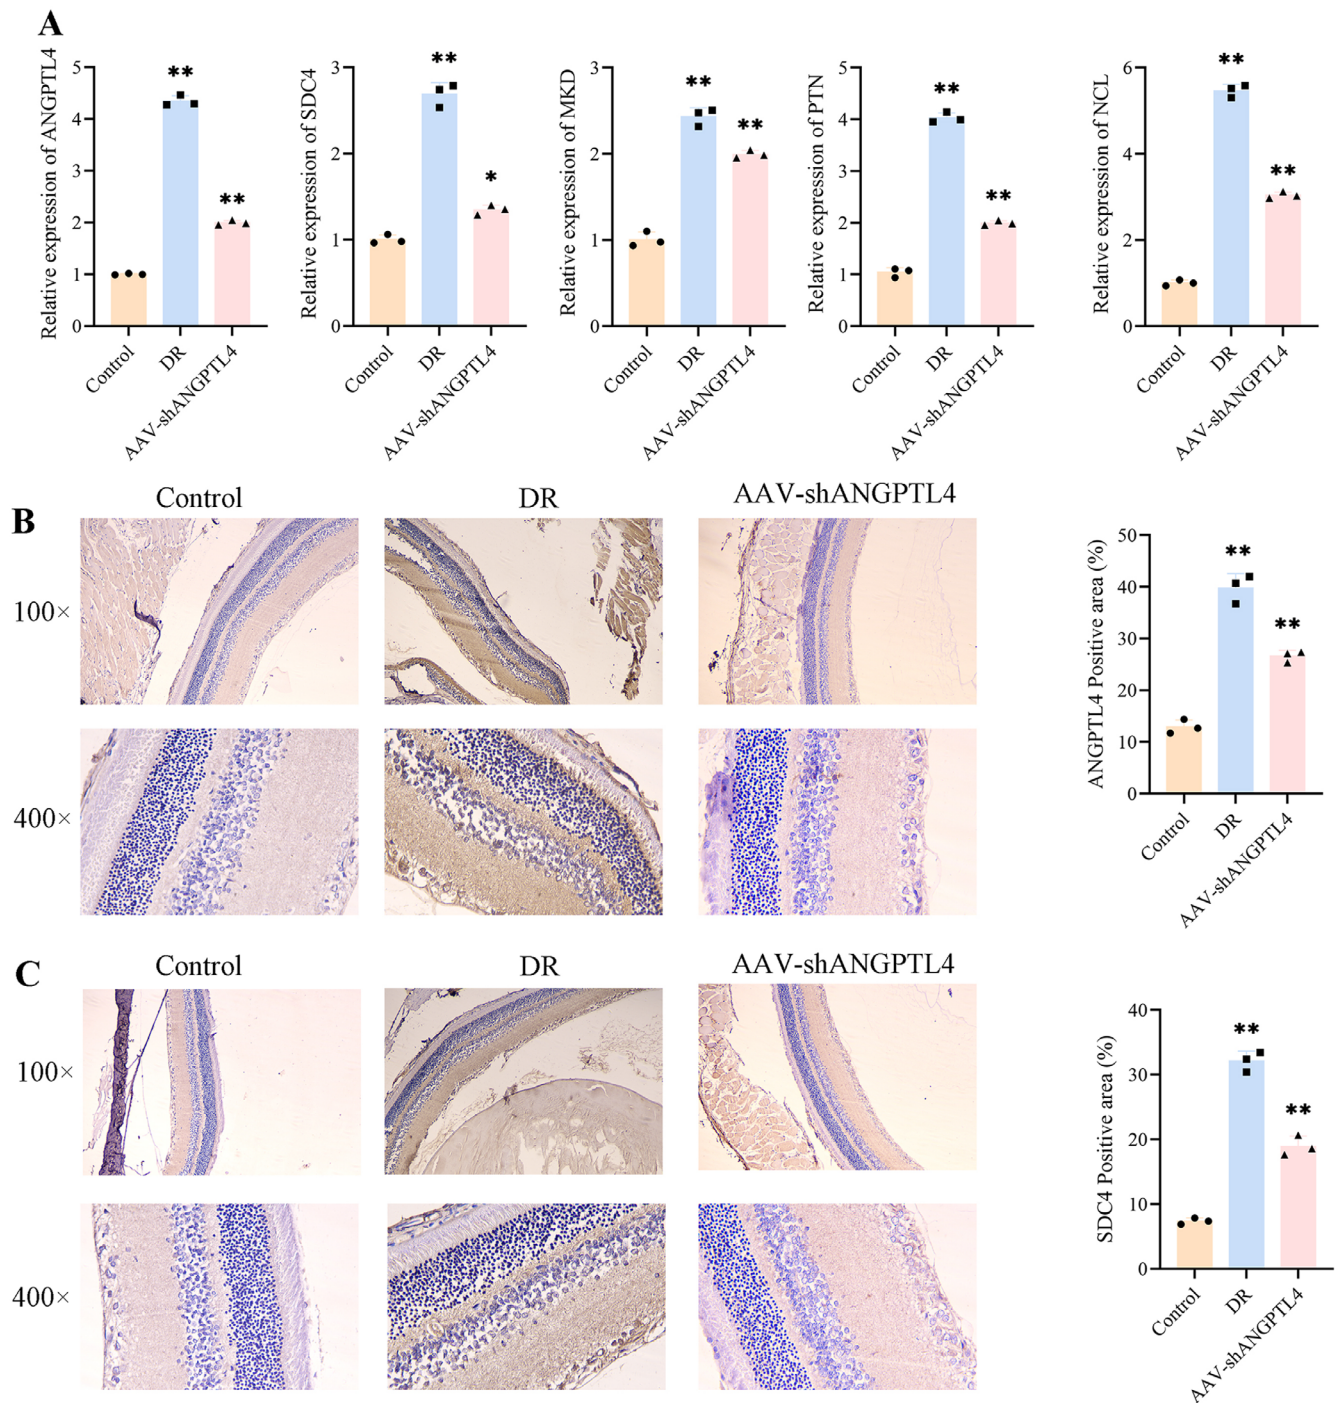 A
Relative expression of ANGPTL4
5
4
3
2
1
0
**
**
Control
DR
AAV-shANGPTL4
Relative expression of SDC4
3
2
1
0
**
*
Control
DR
AAV-shANGPTL4
Relative expression of MKD
3
2
1
0
**
**
Control
DR
AAV-shANGPTL4
Relative expression of PTN
5
4
3
2
1
0
**
**
Control
DR
AAV-shANGPTL4
Relative expression of NCL
6
4
2
0
**
**
Control
DR
AAV-shANGPTL4
B
Control
DR
AAV-shANGPTL4
100×
400×
ANGPTL4 Positive area (%)
50
40
30
20
10
0
**
**
Control
DR
AAV-shANGPTL4
C
Control
DR
AAV-shANGPTL4
100×
400×
SDC4 Positive area (%)
40
30
20
10
0
**
**
Control
DR
AAV-shANGPTL4